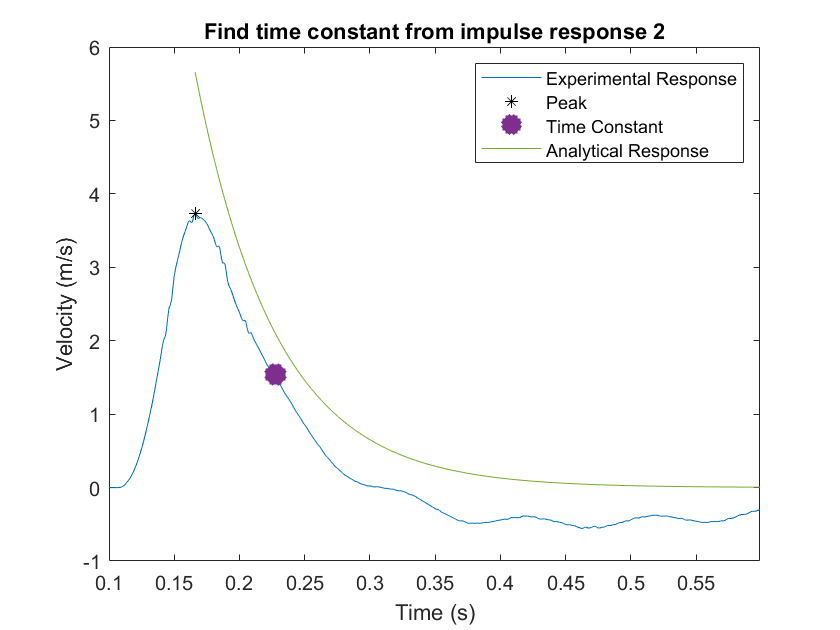 Find time constant from impulse response 2
Experimental Response
Peak
Time Constant
Analytical Response
Velocity (m/s)
6
5
4
3
2
1
0
-1
0.1 0.15 0.2 0.25 0.3 0.35 0.4 0.45 0.5 0.55
Time (s)